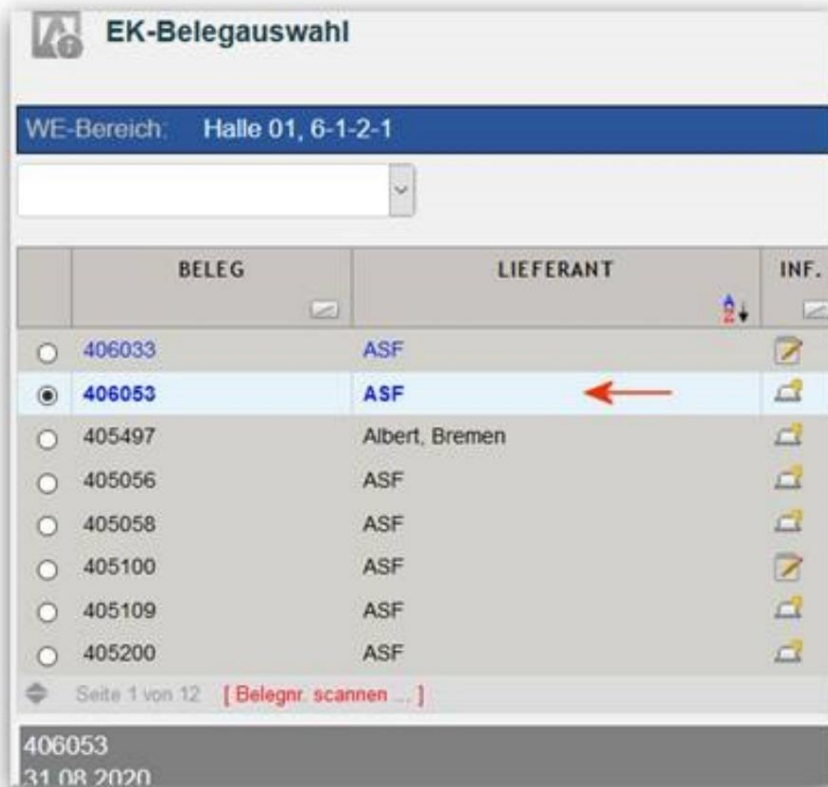 EK-Belegauswahl
WE-Bereich: Halle 01, 6-1-2-1
BELEG LIEFERANT INF.
406033 ASF
406053 ASF
405497 Albert, Bremen
405056 ASF
405058 ASF
405100 ASF
405109 ASF
405200 ASF
Seite 1 von 12 [ Belegnr. scannen ... ]
406053
31.08.2020